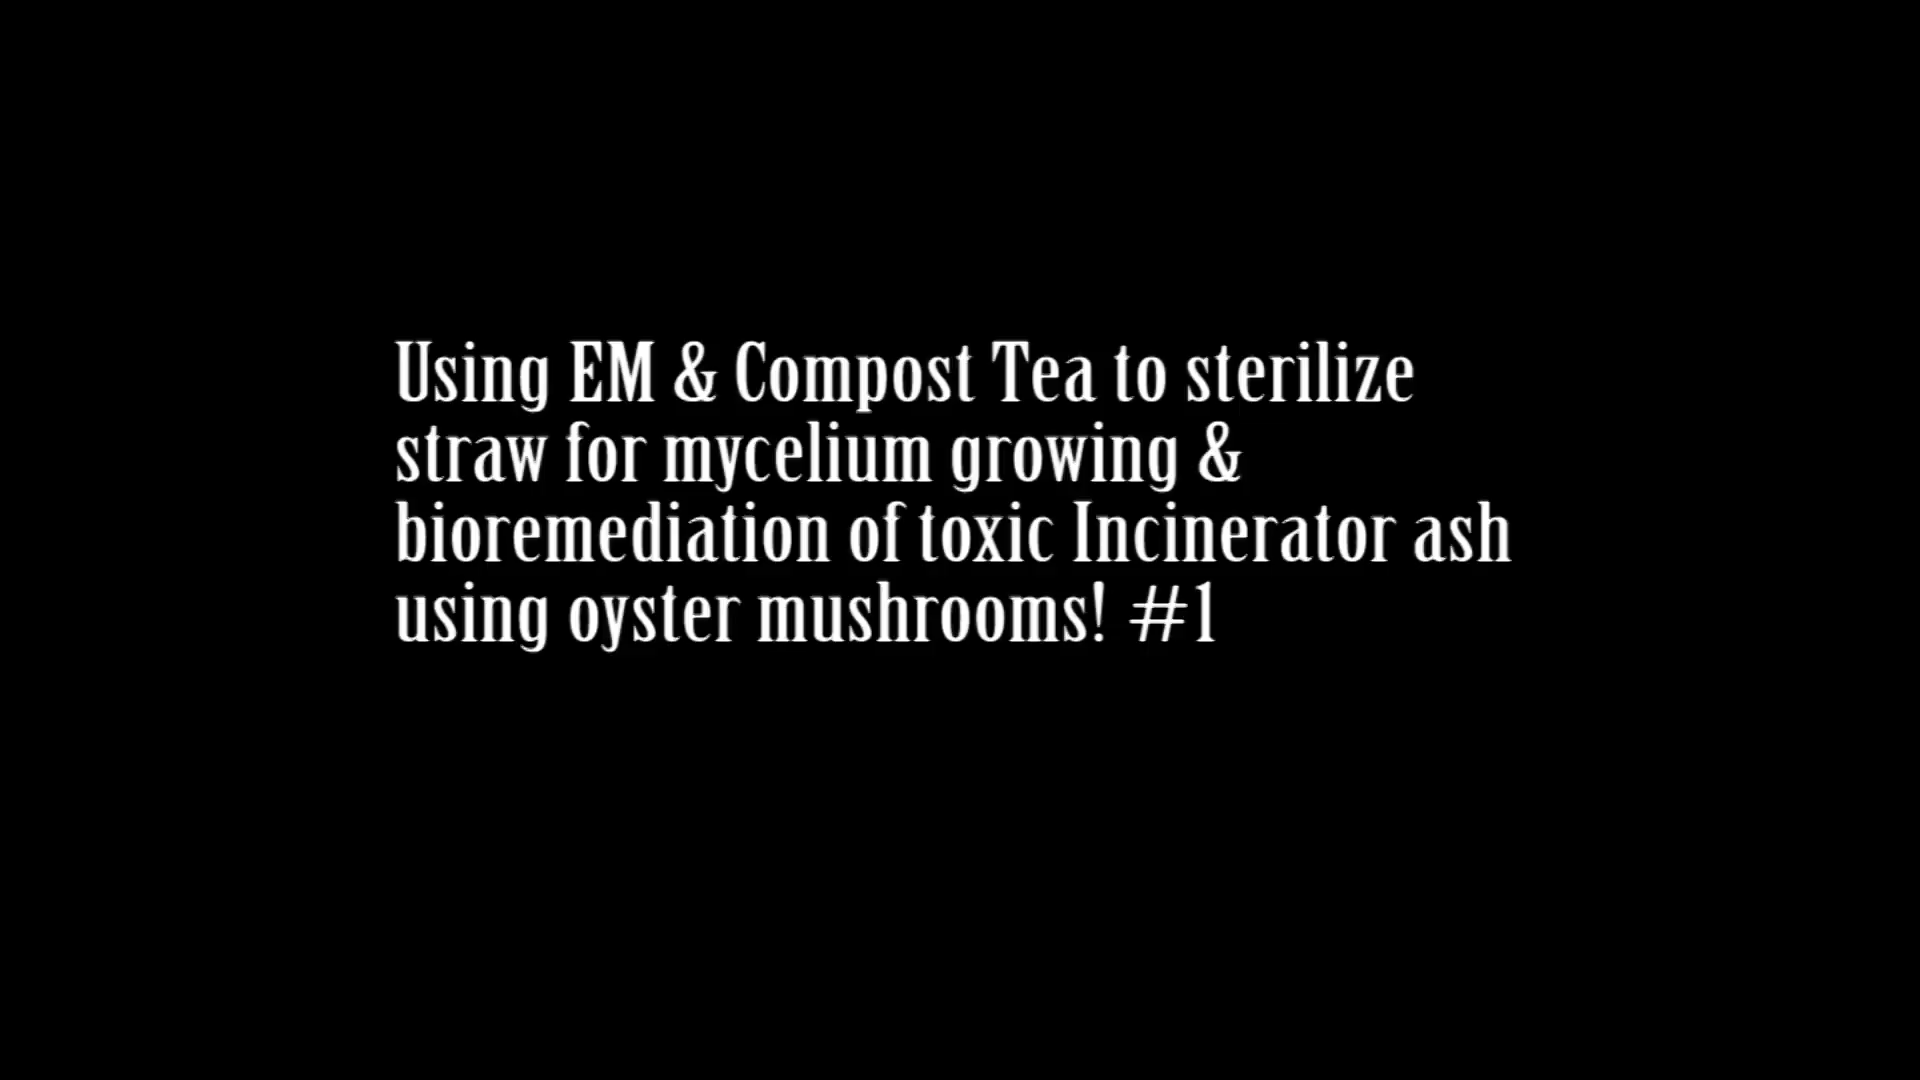 Using EM & Compost Tea to sterilize
straw for mycelium growing &
bioremediation of toxic Incinerator ash
using oyster mushrooms! #1